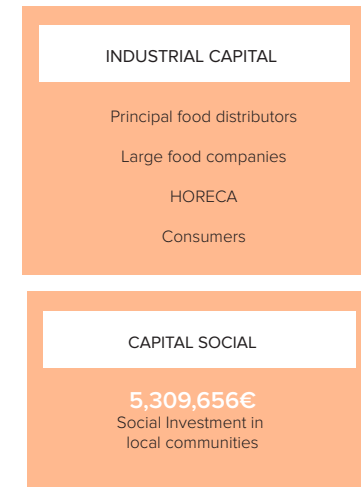 INDUSTRIAL CAPITAL
Principal food distributors
Large food companies
HORECA
Consumers
CAPITAL SOCIAL
5,309,656€
Social Investment in
local communities